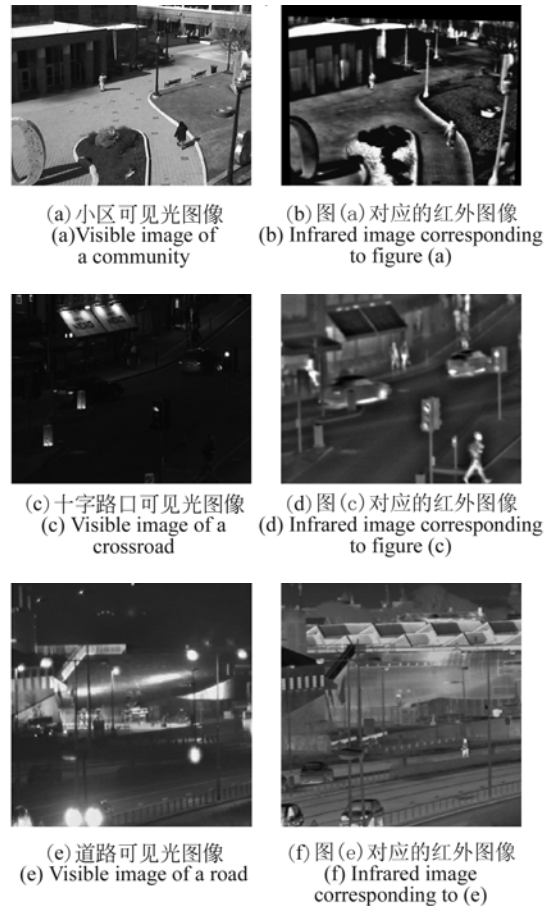 (a)小区可见光图像
(a)Visible image of
a community
(b)图(a)对应的红外图像
(b) Infrared image corresponding
to figure (a)
(c)十字路口可见光图像
(c) Visible image of a
crossroad
(d)图(c)对应的红外图像
(d) Infrared image corresponding
to figure (c)
(e)道路可见光图像
(e) Visible image of a road
(f)图(e)对应的红外图像
(f) Infrared image
corresponding to (e)